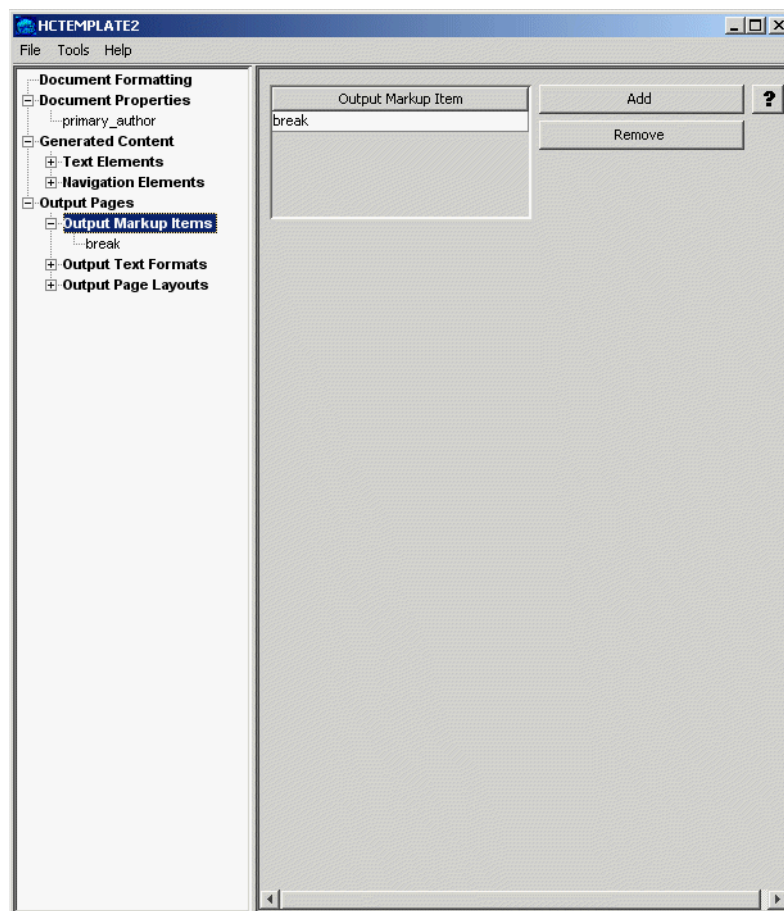 HCTEMPLATE2
File Tools Help
Document Formatting
Document Properties
primary_author
Generated Content
Text Elements
Navigation Elements
Output Pages
Output Markup Items
break
Output Text Formats
Output Page Layouts
Output Markup Item
break
Add
?
Remove